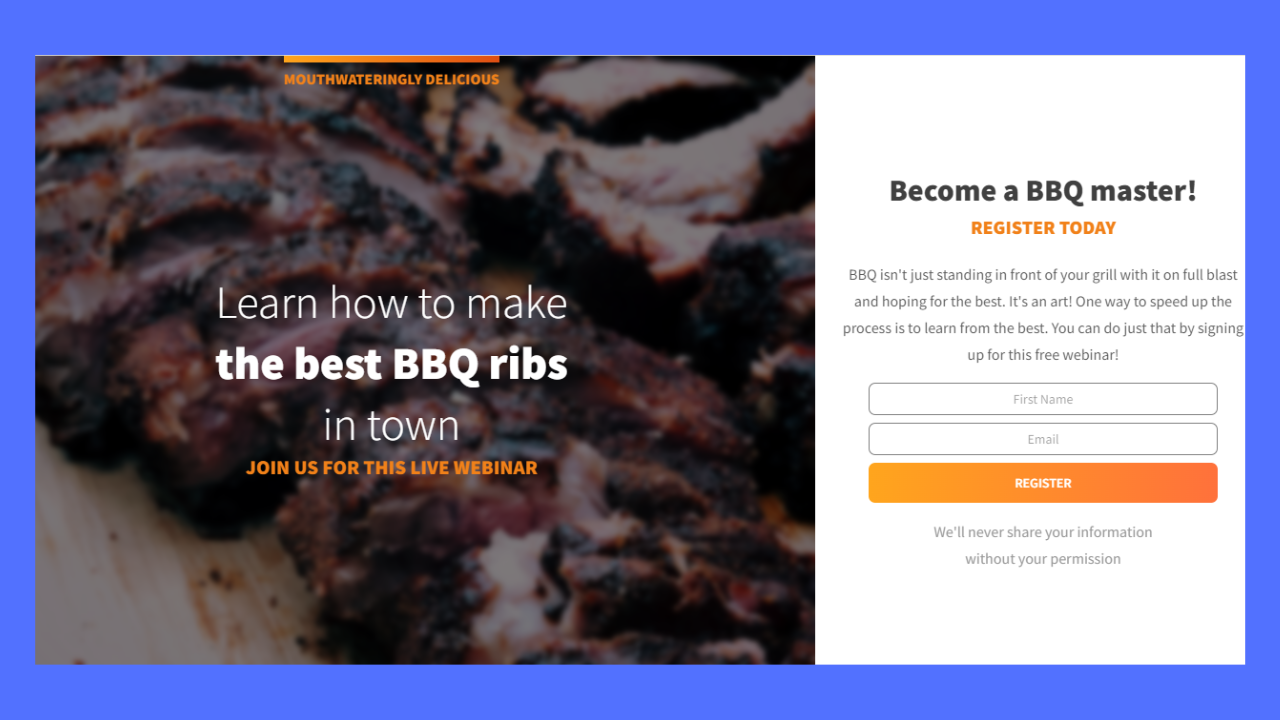 MOUTHWATERINGLY DELICIOUS
Learn how to make
the best BBQ ribs
in town
JOIN US FOR THIS LIVE WEBINAR
Become a BBQ master!
REGISTER TODAY
BBQ isn't just standing in front of your grill with it on full blast
and hoping for the best. It's an art! One way to speed up the
process is to learn from the best. You can do just that by signing
up for this free webinar!
First Name
Email
REGISTER
We'll never share your information
without your permission